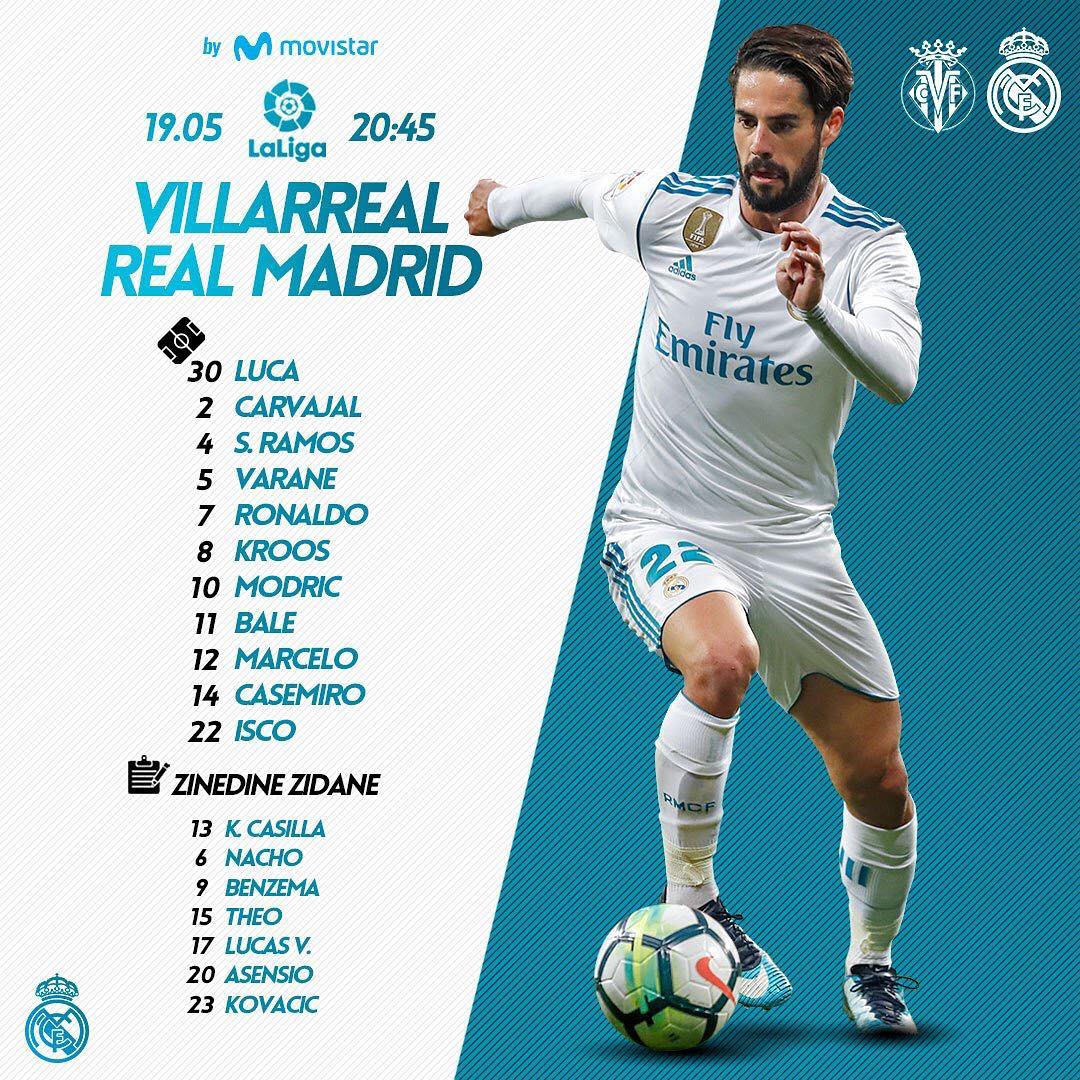 by movistar
19.05 LaLiga 20:45
VILLARREAL
REAL MADRID
30 LUCA
2 CARVAJAL
4 S. RAMOS
5 VARANE
7 RONALDO
8 KROOS
10 MODRIC
11 BALE
12 MARCELO
14 CASEMIRO
22 ISCO
ZINEDINE ZIDANE
13 K. CASILLA
6 NACHO
9 BENZEMA
15 THEO
17 LUCAS V.
20 ASENSIO
23 KOVACIC
FIFA
adidas
Fly
Emirates
22
RMCF